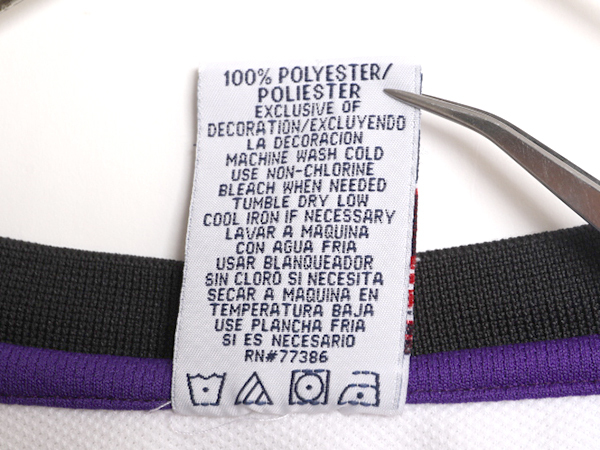 100% POLYESTER/
POLIESTER
EXCLUSIVE OF
DECORATION/EXCLUYENDO
LA DECORACION
MACHINE WASH COLD
USE NON-CHLORINE
BLEACH WHEN NEEDED
TUMBLE DRY LOW
COOL IRON IF NECESSARY
LAVAR A MAQUINA
CON AGUA FRIA
USAR BLANQUEADOR
SIN CLORO SI NECESITA
SECAR A MAQUINA EN
TEMPERATURA BAJA
USE PLANCHA FRIA
SI ES NECESARIO
RN#77386